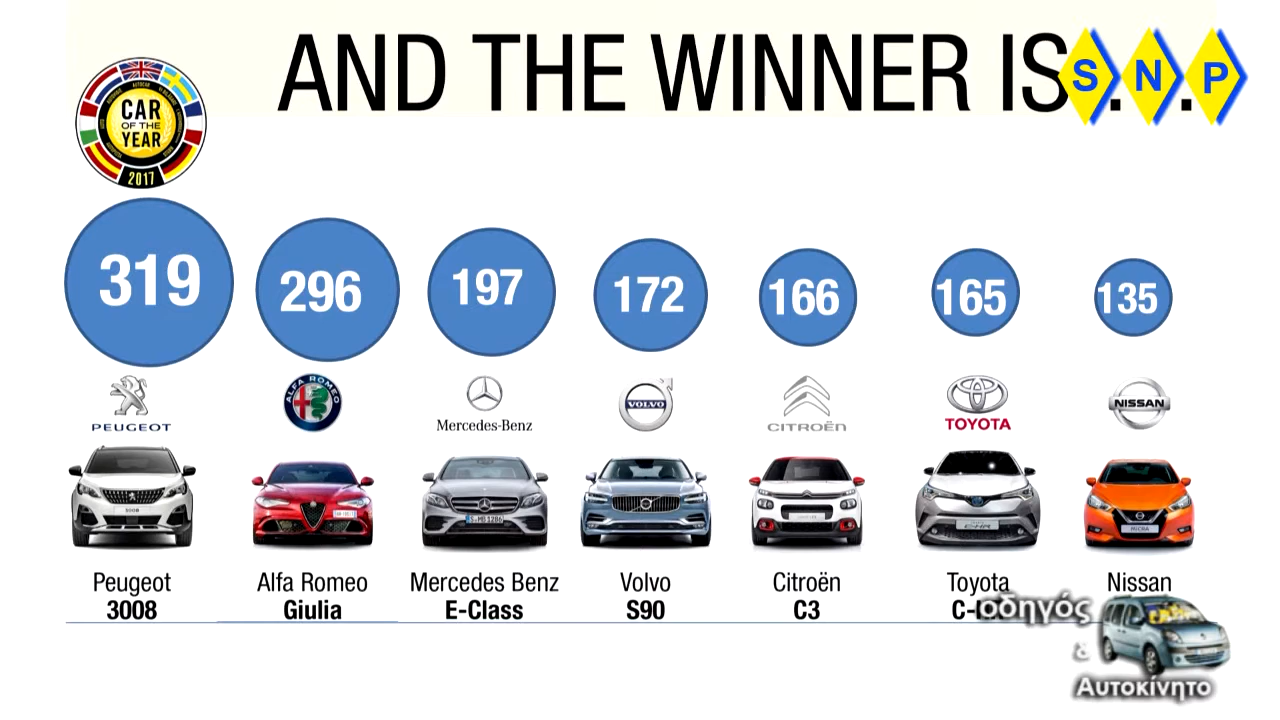 AND THE WINNER IS...
S N P
CAR
OF THE
YEAR
2017
319 296 197 172 166 165 135
PEUGEOT ALFA ROMEO Mercedes-Benz VOLVO CITROËN TOYOTA NISSAN
Peugeot Alfa Romeo Mercedes Benz Volvo Citroën Toyota Nissan
3008 Giulia E-Class S90 C3
οδηγός
&
Αυτοκίνητο